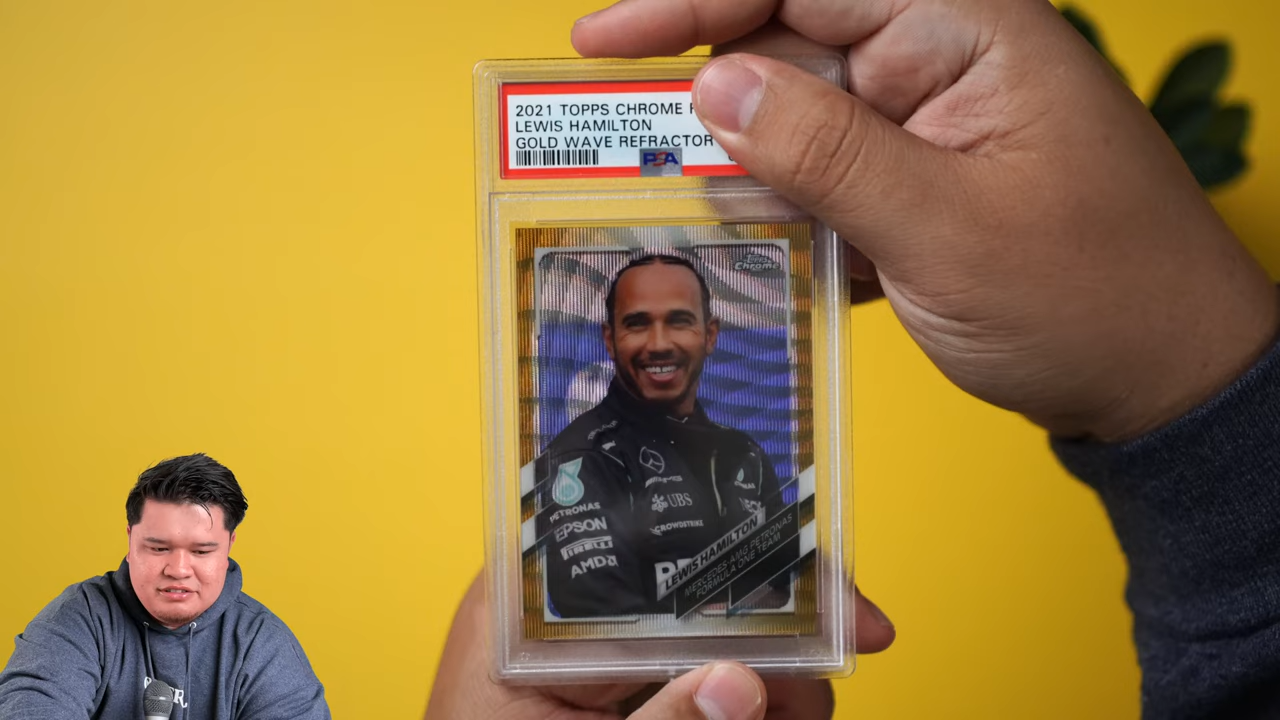 2021 TOPPS CHROME
LEWIS HAMILTON
GOLD WAVE REFRACTOR
PSA
Topps
Chrome
PETRONAS
EPSON
PIRELLI
AMD
AMG
UBS
CROWDSTRIKE
LEWIS HAMILTON
MERCEDES-AMG PETRONAS
FORMULA ONE TEAM